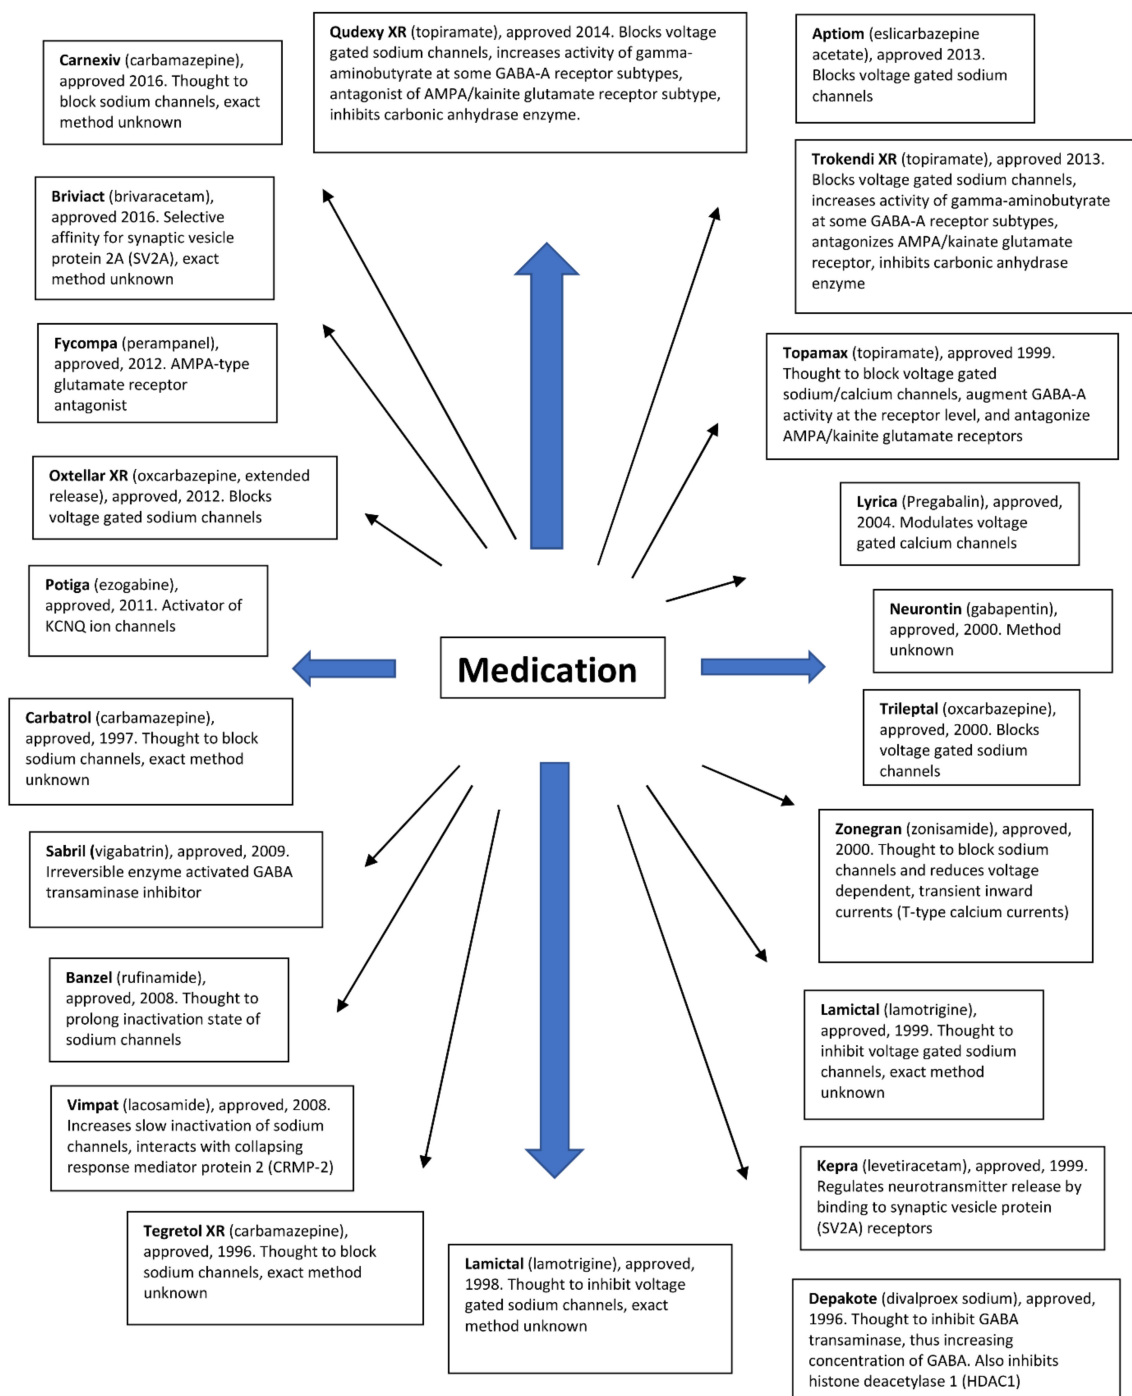 Carnexiv (carbamazepine),
approved 2016. Thought to
block sodium channels, exact
method unknown
Qudexy XR (topiramate), approved 2014. Blocks voltage
gated sodium channels, increases activity of gamma-
aminobutyrate at some GABA-A receptor subtypes,
antagonist of AMPA/kainite glutamate receptor subtype,
inhibits carbonic anhydrase enzyme.
Aptiom (eslicarbazepine
acetate), approved 2013.
Blocks voltage gated sodium
channels
Briviact (brivaracetam),
approved 2016. Selective
affinity for synaptic vesicle
protein 2A (SV2A), exact
method unknown
Trokendi XR (topiramate), approved 2013.
Blocks voltage gated sodium channels,
increases activity of gamma-aminobutyrate
at some GABA-A receptor subtypes,
antagonizes AMPA/kainate glutamate
receptor, inhibits carbonic anhydrase
enzyme
Fycompa (perampanel),
approved, 2012. AMPA-type
glutamate receptor
antagonist
Topamax (topiramate), approved 1999.
Thought to block voltage gated
sodium/calcium channels, augment GABA-A
activity at the receptor level, and antagonize
AMPA/kainite glutamate receptors
Oxtellar XR (oxcarbazepine, extended
release), approved, 2012. Blocks
voltage gated sodium channels
Lyrica (Pregabalin), approved,
2004. Modulates voltage
gated calcium channels
Potiga (ezogabine),
approved, 2011. Activator of
KCNQ ion channels
Neurontin (gabapentin),
approved, 2000. Method
unknown
Medication
Carbatrol (carbamazepine),
approved, 1997. Thought to block
sodium channels, exact method
unknown
Trileptal (oxcarbazepine),
approved, 2000. Blocks
voltage gated sodium
channels
Sabril (vigabatrin), approved, 2009.
Irreversible enzyme activated GABA
transaminase inhibitor
Zonegran (zonisamide), approved,
2000. Thought to block sodium
channels and reduces voltage
dependent, transient inward
currents (T-type calcium currents)
Banzel (rufinamide),
approved, 2008. Thought to
prolong inactivation state of
sodium channels
Lamictal (lamotrigine),
approved, 1999. Thought to
inhibit voltage gated sodium
channels, exact method
unknown
Vimpat (lacosamide), approved, 2008.
Increases slow inactivation of sodium
channels, interacts with collapsing
response mediator protein 2 (CRMP-2)
Kepra (levetiracetam), approved, 1999.
Regulates neurotransmitter release by
binding to synaptic vesicle protein
(SV2A) receptors
Tegretol XR (carbamazepine),
approved, 1996. Thought to block
sodium channels, exact method
unknown
Lamictal (lamotrigine), approved,
1998. Thought to inhibit voltage
gated sodium channels, exact
method unknown
Depakote (divalproex sodium), approved,
1996. Thought to inhibit GABA
transaminase, thus increasing
concentration of GABA. Also inhibits
histone deacetylase 1 (HDAC1)